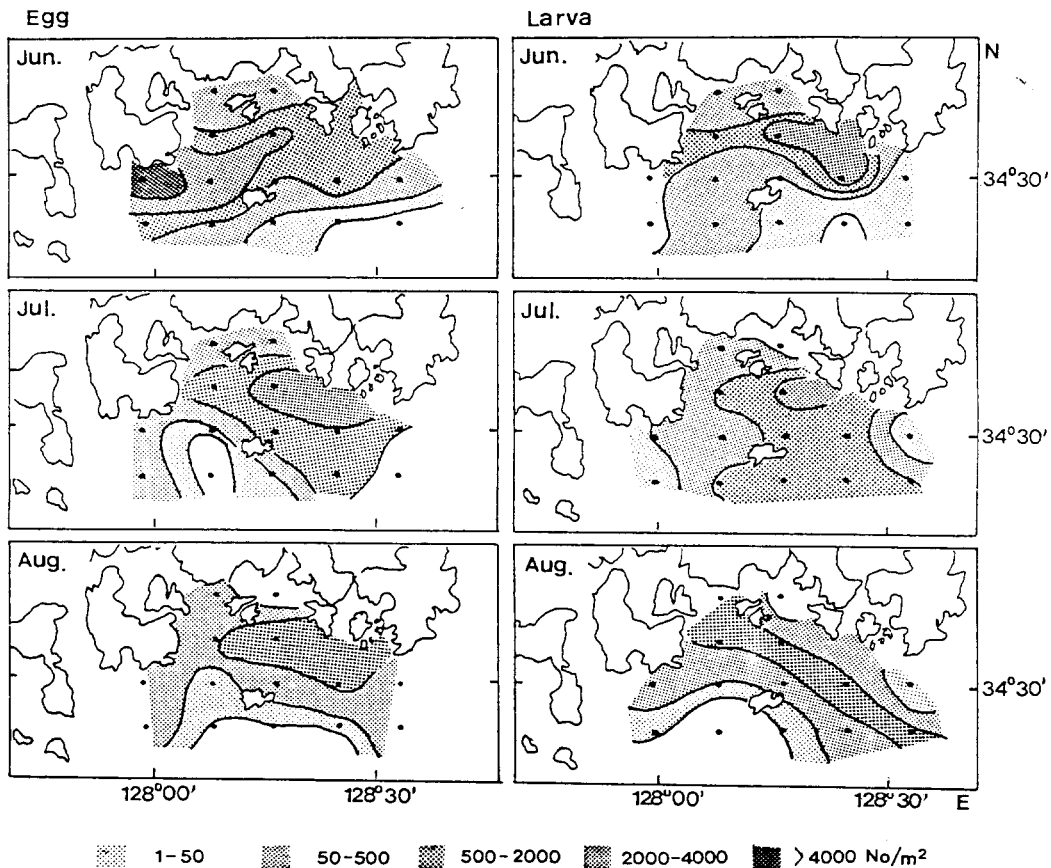 Egg
Larva
Jun.
Jun.
N
34°30'
Jul.
Jul.
34°30'
Aug.
Aug.
34°30'
128°00' 128°30'
128°00' 128°30' E
1-50 50-500 500-2000 2000-4000 >4000 No/m²